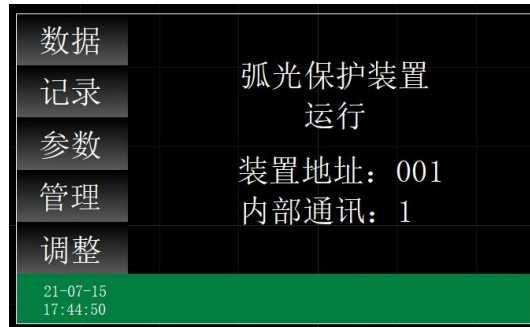 数据
记录
参数
管理
调整
弧光保护装置
运行
装置地址：001
内部通讯：1
21-07-15
17:44:50